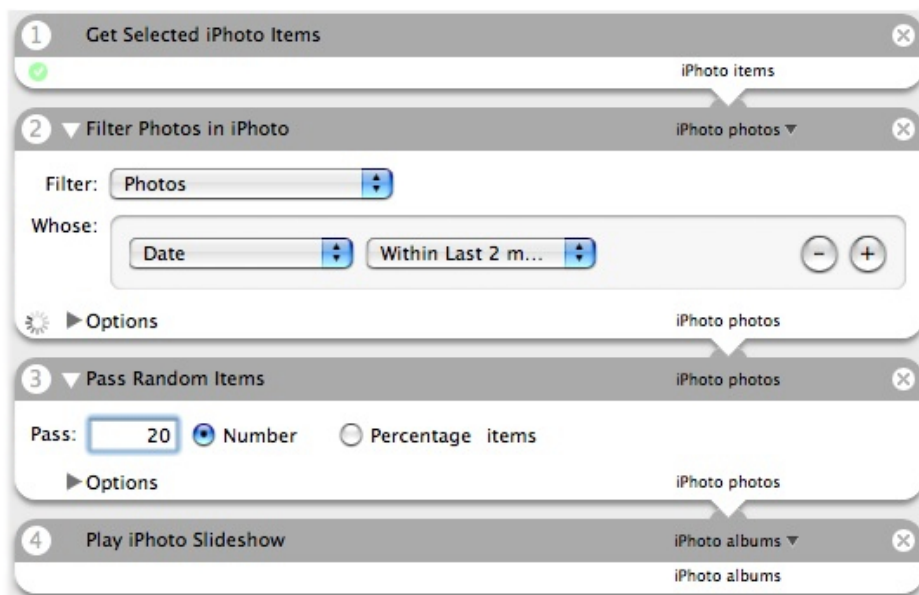 1 Get Selected iPhoto Items
iPhoto items
2 Filter Photos in iPhoto iPhoto photos
Filter: Photos
Whose:
Date Within Last 2 m...
Options iPhoto photos
3 Pass Random Items iPhoto photos
Pass: 20 Number Percentage items
Options iPhoto photos
4 Play iPhoto Slideshow iPhoto albums
iPhoto albums